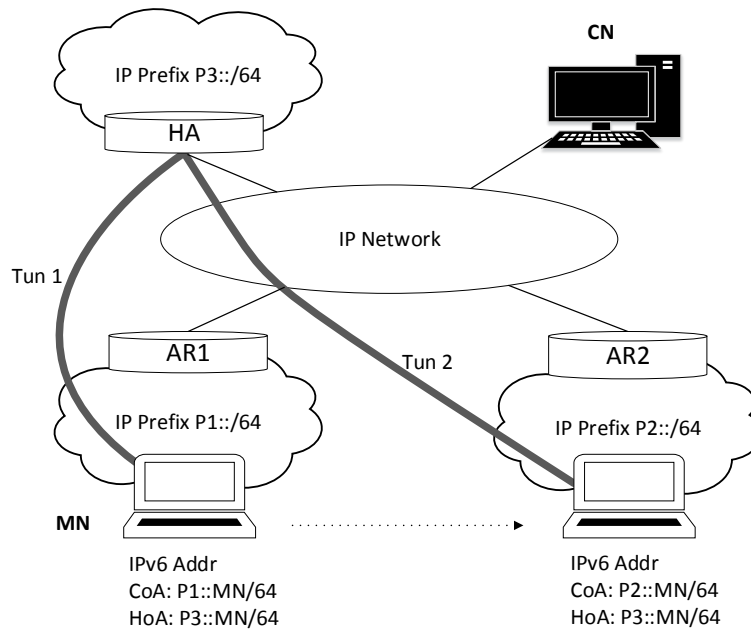 CN
IP Prefix P3::/64
HA
IP Network
Tun 1
AR1
Tun 2
AR2
IP Prefix P1::/64
IP Prefix P2::/64
MN
IPv6 Addr
CoA: P1::MN/64
HoA: P3::MN/64
IPv6 Addr
CoA: P2::MN/64
HoA: P3::MN/64